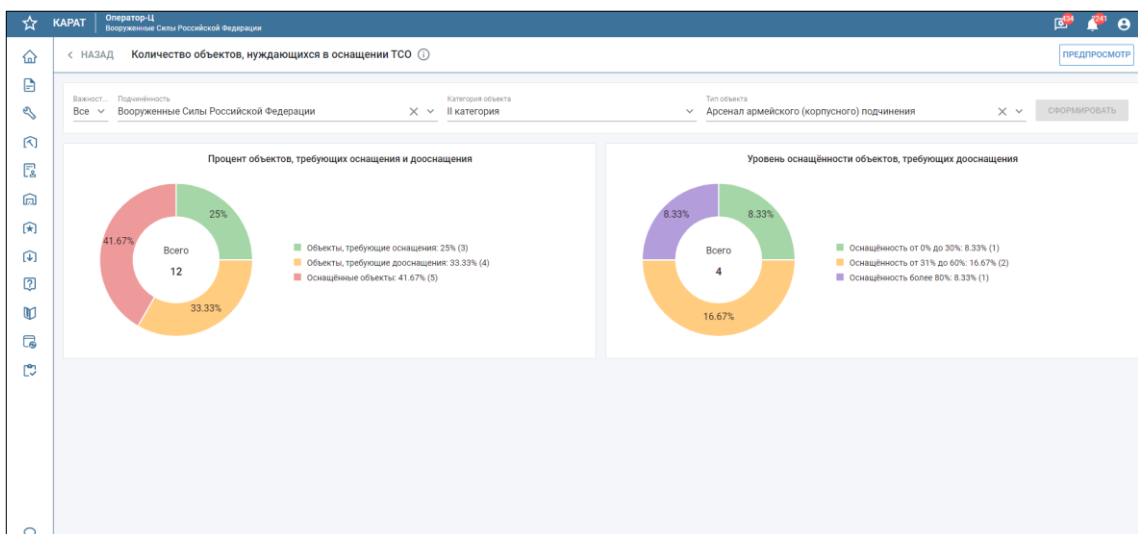 КАРАТ
Оператор-Ц
Вооруженные Силы Российской Федерации
434
241
НАЗАД
Количество объектов, нуждающихся в оснащении ТСО
ПРЕДПРОСМОТР
Важност...
Подчинённость
Категория объекта
Тип объекта
Все
Вооруженные Силы Российской Федерации
II категория
Арсенал армейского (корпусного) подчинения
СФОРМИРОВАТЬ
Процент объектов, требующих оснащения и дооснащения
25%
41.67%
33.33%
Всего
12
Объекты, требующие оснащения: 25% (3)
Объекты, требующие дооснащения: 33.33% (4)
Оснащённые объекты: 41.67% (5)
Уровень оснащённости объектов, требующих дооснащения
8.33%
8.33%
16.67%
Всего
4
Оснащённость от 0% до 30%: 8.33% (1)
Оснащённость от 31% до 60%: 16.67% (2)
Оснащённость более 80%: 8.33% (1)